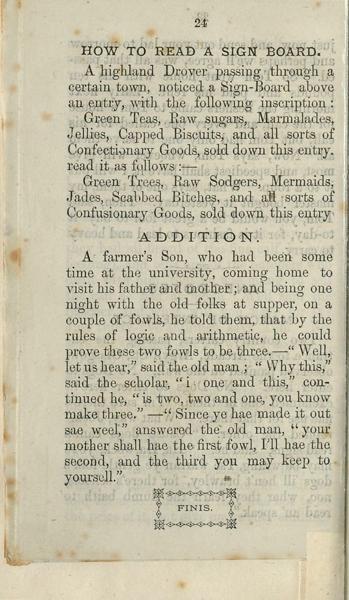 24
HOW TO READ A SIGN BOARD.
A highland Drover passing through a
certain town, noticed a Sign-Board above
an entry, with the following inscription :
Green Teas, Raw sugars, Marmalades,
Jellies, Capped Biscuits, and all sorts of
Confectionary Goods, sold down this entry.
read it as follows :—
Green Trees, Raw Sodgers, Mermaids,
Jades, Scabbed Bitches, and all sorts of
Confusionary Goods, sold down this entry
ADDITION.
A farmer's Son, who had been some
time at the university, coming home to
visit his father and mother ; and being one
night with the old folks at supper, on a
couple of fowls, he told them, that by the
rules of logic and arithmetic, he could
prove these two fowls to be three.—“ Well,
let us hear,” said the old man ; “ Why this,”
said the scholar, “ i one and this,” con-
tinued he, “ is two, two and one, you know
make three.” —“ Since ye hae made it out
sae weel,” answered the old man, “ your
mother shall hae the first fowl, I'll hae the
second, and the third you may keep to
yoursell.”
FINIS.